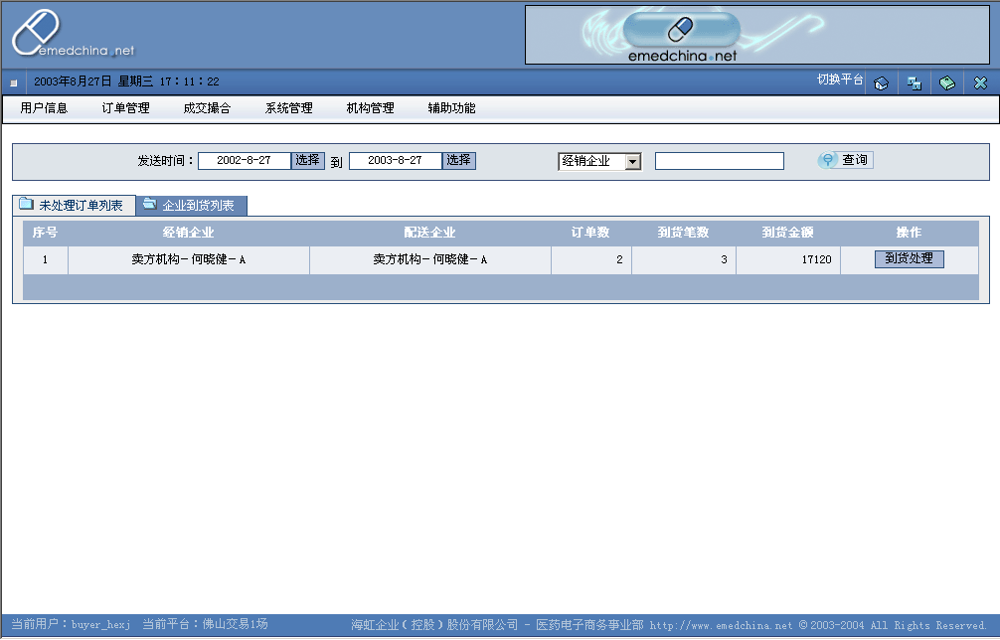 emedchina.net
emedchina.net
2003年8月27日 星期三 17:11:22 切换平台
用户信息 订单管理 成交撮合 系统管理 机构管理 辅助功能
发送时间： 2002-8-27 选择 到 2003-8-27 选择 经销企业 查询
未处理订单列表 企业到货列表
序号 经销企业 配送企业 订单数 到货笔数 到货金额 操作
1 卖方机构－何晓健－A 卖方机构－何晓健－A 2 3 17120 到货处理
当前用户：buyer_hexj 当前平台：佛山交易1场 海虹企业(控股)股份有限公司 - 医药电子商务事业部 http://www.emedchina.net ©2003-2004 All Rights Reserved.